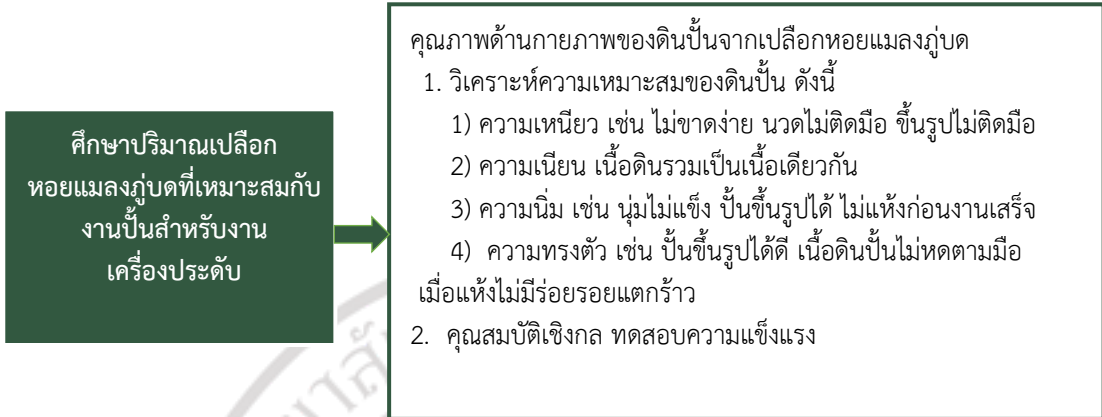 ศึกษาปริมาณเปลือก
หอยแมลงภู่บดที่เหมาะสมกับ
งานปั้นสำหรับงาน
เครื่องประดับ
คุณภาพด้านกายภาพของดินปั้นจากเปลือกหอยแมลงภู่บด
1. วิเคราะห์ความเหมาะสมของดินปั้น ดังนี้
1) ความเหนียว เช่น ไม่ขาดง่าย นวดไม่ติดมือ ขึ้นรูปไม่ติดมือ
2) ความเนียน เนื้อดินรวมเป็นเนื้อเดียวกัน
3) ความนิ่ม เช่น นุ่มไม่แข็ง ปั้นขึ้นรูปได้ ไม่แห้งก่อนงานเสร็จ
4) ความทรงตัว เช่น ปั้นขึ้นรูปได้ดี เนื้อดินปั้นไม่หดตามมือ
เมื่อแห้งไม่มีร่อยรอยแตกร้าว
2. คุณสมบัติเชิงกล ทดสอบความแข็งแรง